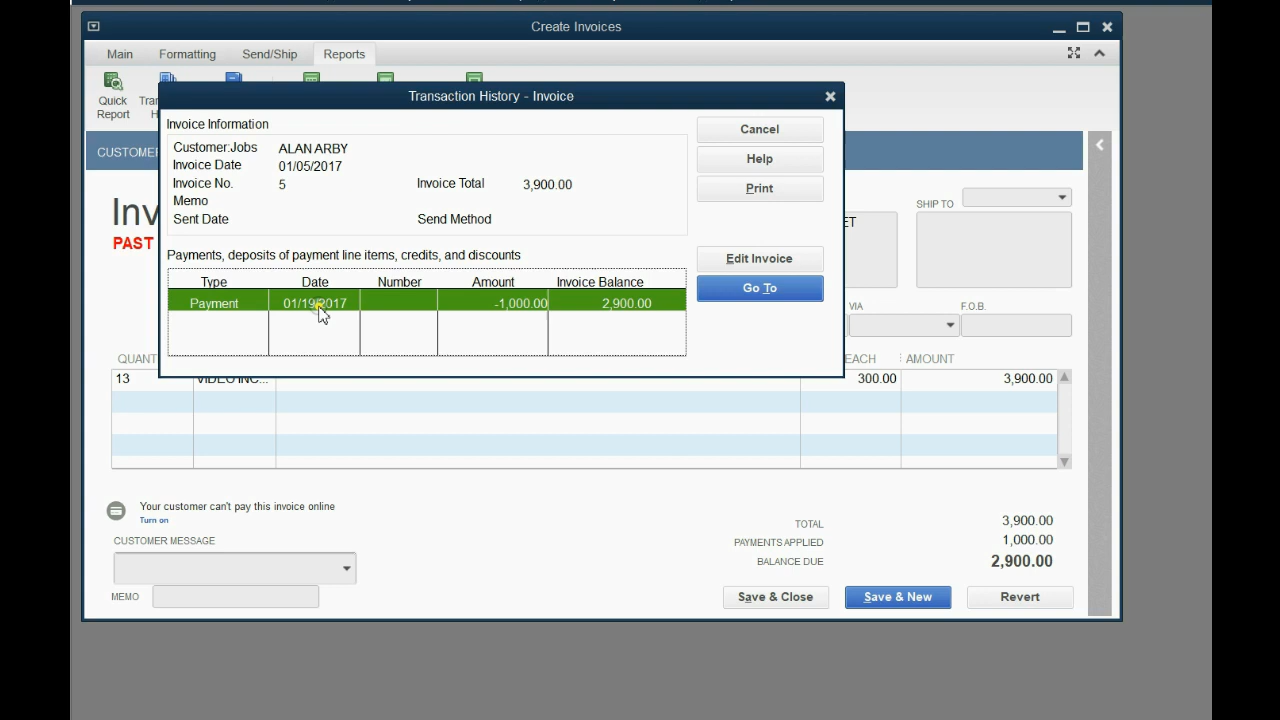 Create Invoices
Main Formatting Send/Ship Reports
Quick Report
Transaction History - Invoice
Invoice Information
Customer:Jobs ALAN ARBY
Invoice Date 01/05/2017
Invoice No. 5 Invoice Total 3,900.00
Memo
Sent Date Send Method
Cancel
Help
Print
Payments, deposits of payment line items, credits, and discounts
Edit Invoice
Go To
Type Date Number Amount Invoice Balance
Payment 01/19/2017 -1,000.00 2,900.00
CUSTOMER
PAST
SHIP TO
VIA F.O.B.
EACH AMOUNT
13 300.00 3,900.00
Your customer can't pay this invoice online
Turn on
CUSTOMER MESSAGE
MEMO
TOTAL 3,900.00
PAYMENTS APPLIED 1,000.00
BALANCE DUE 2,900.00
Save & Close Save & New Revert